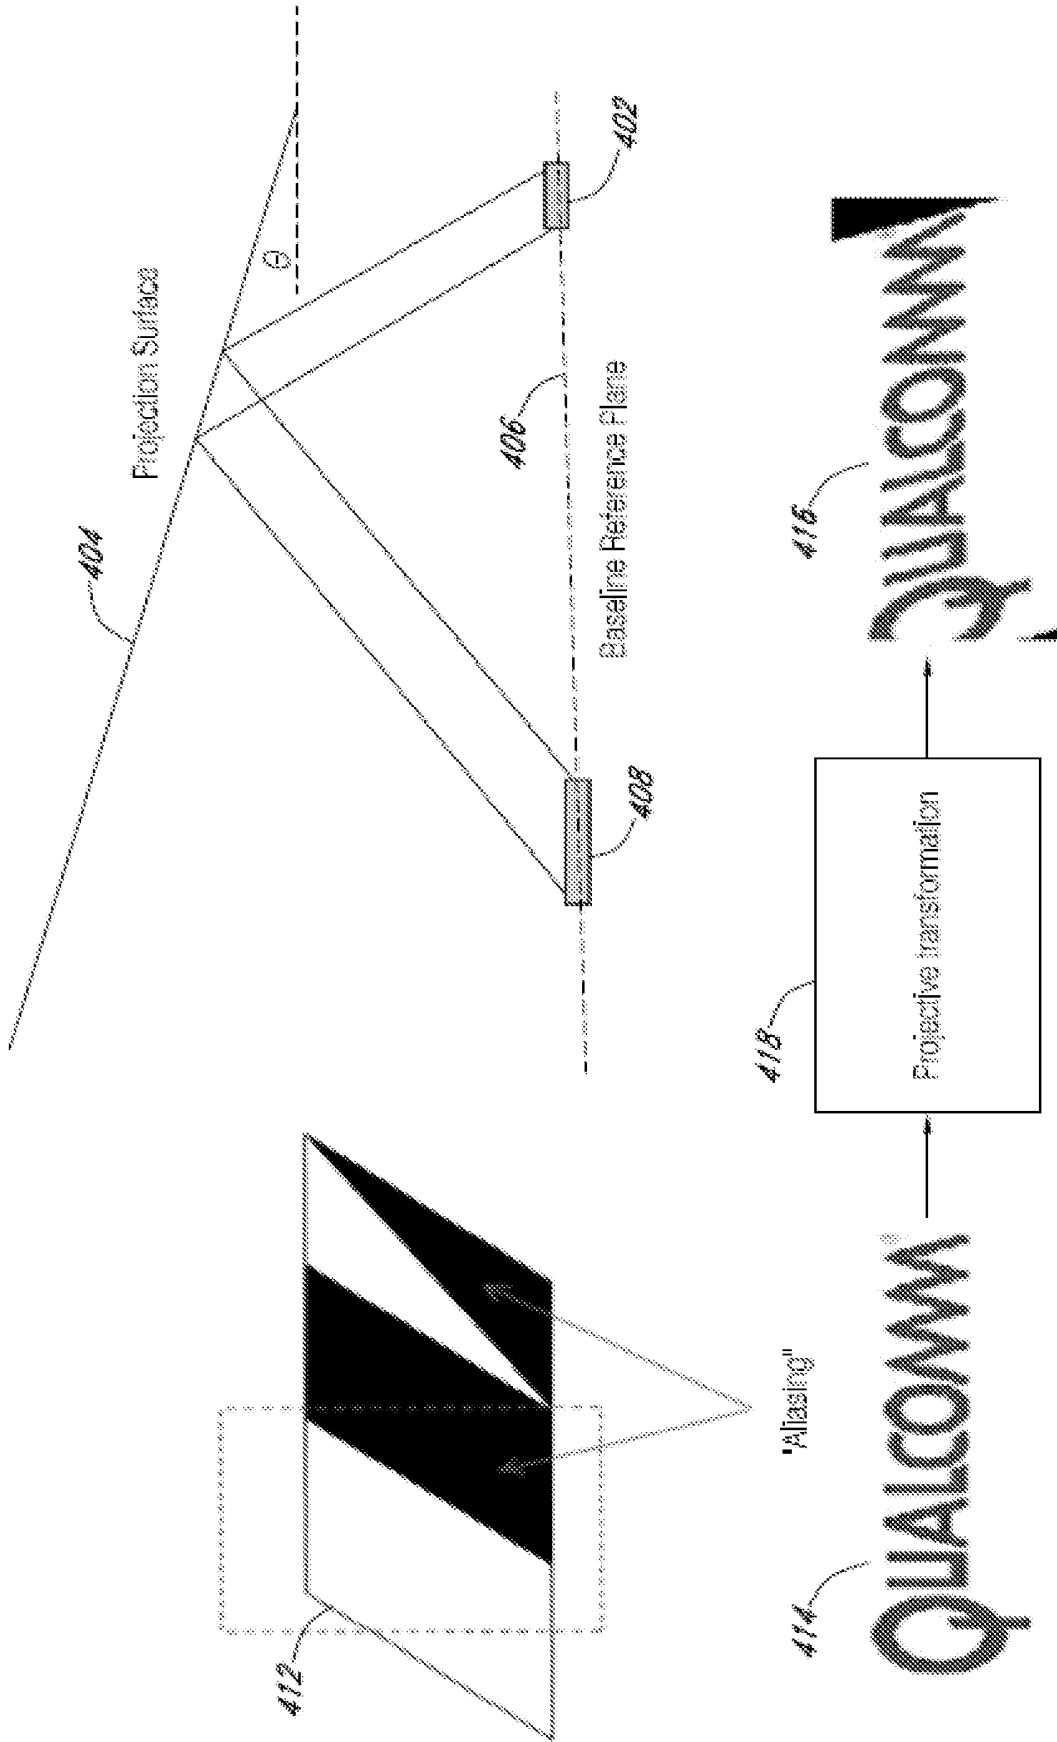 404
Projection Surface
θ
402
406
Baseline Reference Plane
408
412
"Aliasing"
414
QUALCOMM
418
Projective transformation
416
QUALCOMM